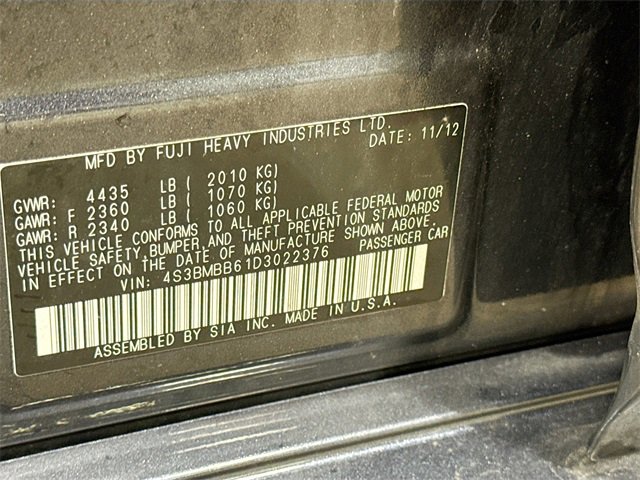 MFD BY FUJI HEAVY INDUSTRIES LTD.
DATE: 11/12
GVWR: 4435 LB ( 2010 KG)
GAWR: F 2360 LB ( 1070 KG)
GAWR: R 2340 LB ( 1060 KG)
THIS VEHICLE CONFORMS TO ALL APPLICABLE FEDERAL MOTOR
VEHICLE SAFETY,BUMPER,AND THEFT PREVENTION STANDARDS
IN EFFECT ON THE DATE OF MANUFACTURE SHOWN ABOVE.
VIN: 4S3BMBB61D3022376 PASSENGER CAR
ASSEMBLED BY SIA INC. MADE IN U.S.A.